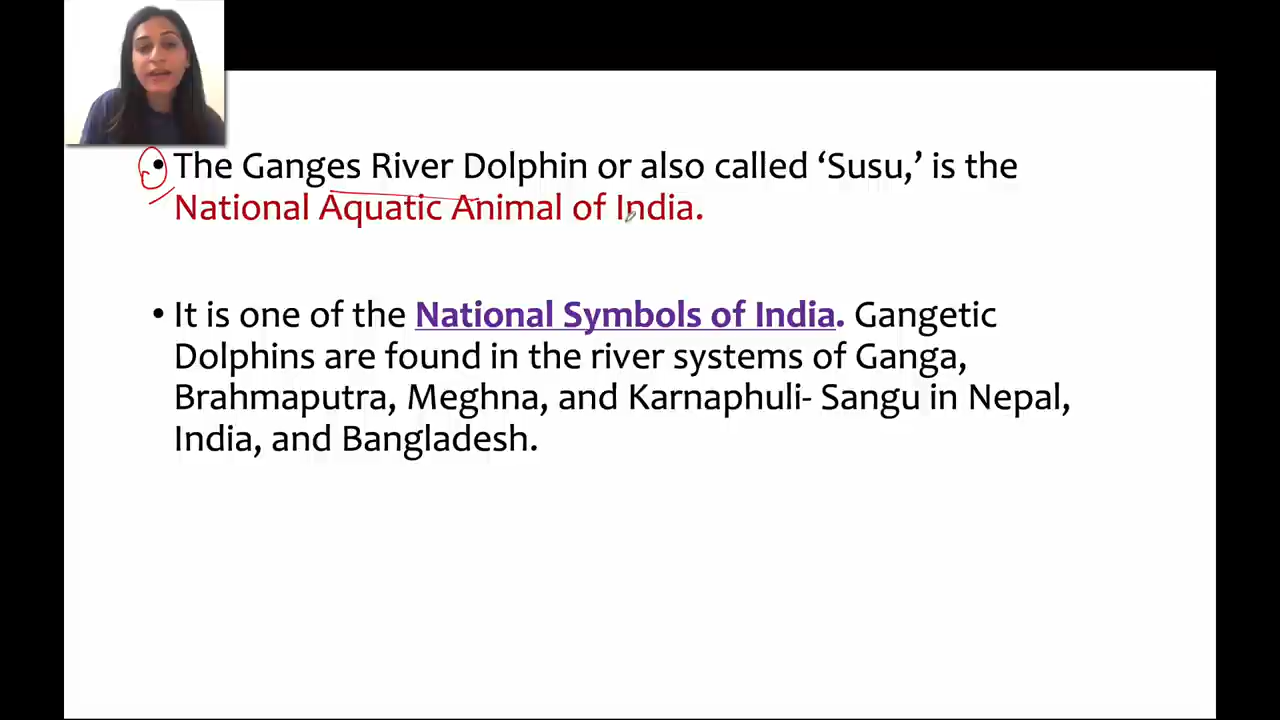 • The Ganges River Dolphin or also called ‘Susu,’ is the
National Aquatic Animal of India.
• It is one of the National Symbols of India. Gangetic
Dolphins are found in the river systems of Ganga,
Brahmaputra, Meghna, and Karnaphuli- Sangu in Nepal,
India, and Bangladesh.